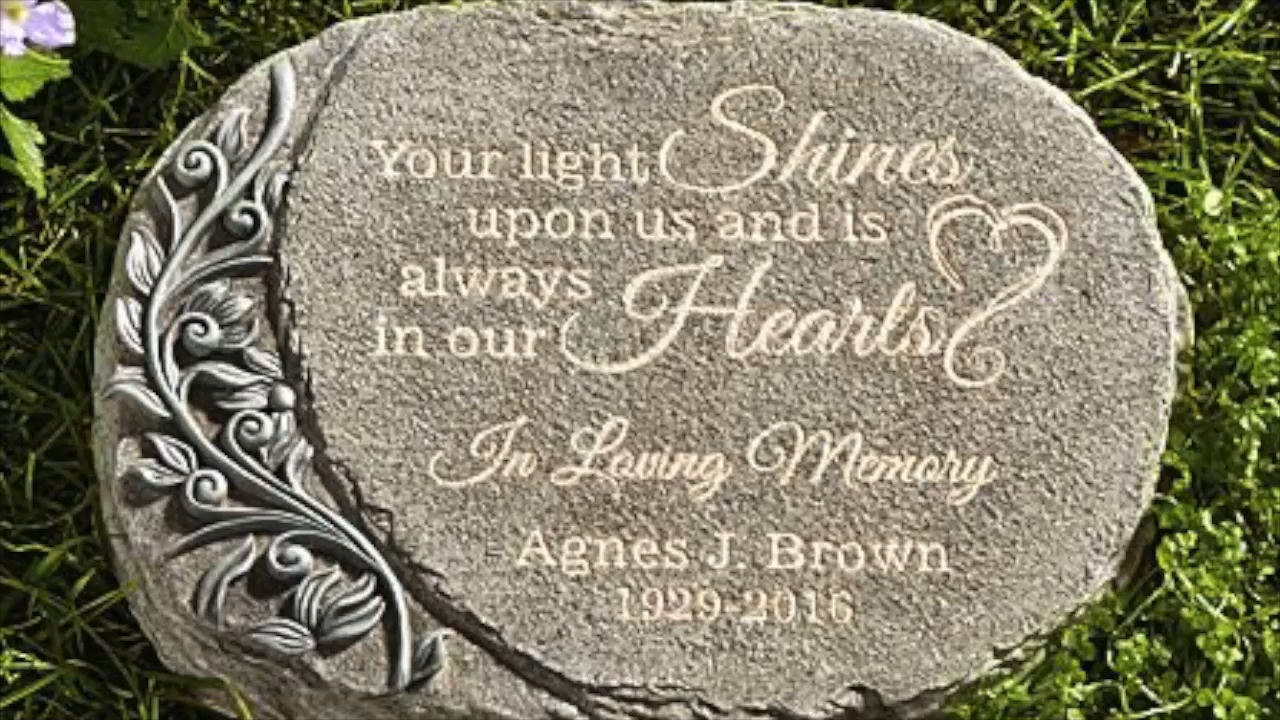 Your light Shines
upon us and is
always
in our Hearts
In Loving Memory
Agnes J. Brown
1929-2016